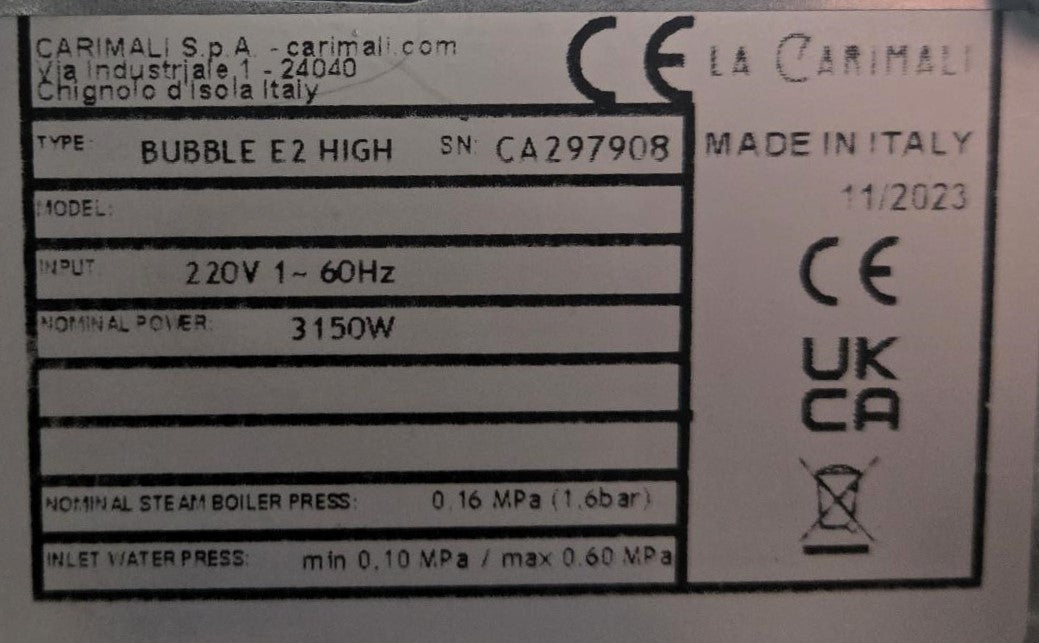 CARIMALI S.p.A. - carimali.com
Via Industriale,1 - 24040
Chignolo d'Isola Italy
CE LA CARIMALI
TYPE: BUBBLE E2 HIGH SN: CA297908
MADE IN ITALY
11/2023
MODEL:
INPUT 220V 1~ 60Hz
CE
NOMINAL POWER: 3150W
UK
CA
NOMINAL STEAM BOILER PRESS: 0,16 MPa (1,6bar)
INLET WATER PRESS: min 0,10 MPa / max 0.60 MPa